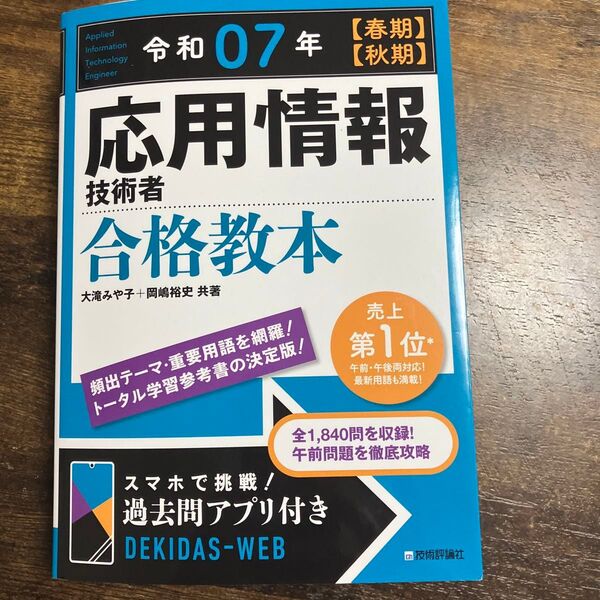 Applied
Information
Technology
Engineer
令和07年
【春期】
【秋期】
応用情報
技術者
合格教本
大滝みや子+岡嶋裕史 共著
頻出テーマ・重要用語を網羅!
トータル学習参考書の決定版!
売上
第1位*
午前・午後両対応!
最新用語も満載!
全1,840問を収録!
午前問題を徹底攻略
スマホで挑戦!
過去問アプリ付き
DEKIDAS-WEB
技術評論社